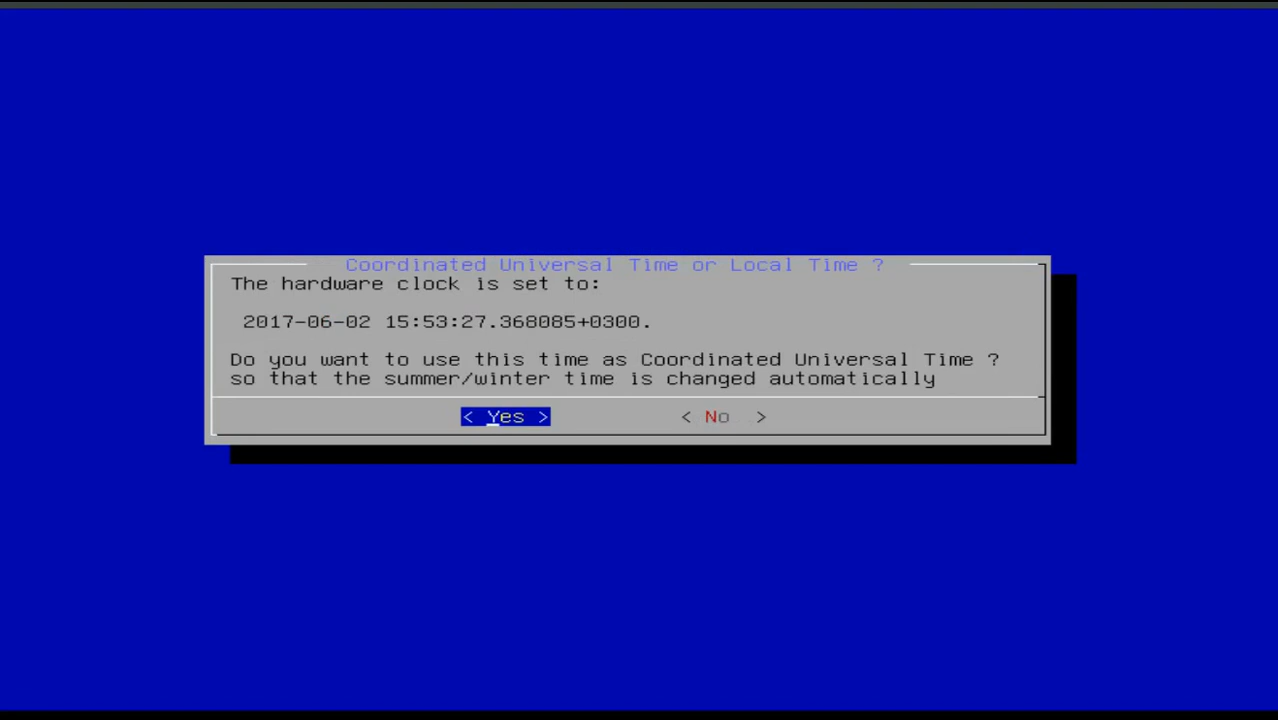 Coordinated Universal Time or Local Time ?
The hardware clock is set to:
2017-06-02 15:53:27.368085+0300.
Do you want to use this time as Coordinated Universal Time ?
so that the summer/winter time is changed automatically
< Yes > < No >